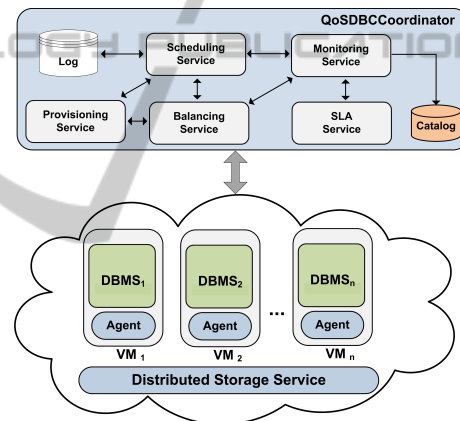 QoSDBCCoordinator
Log
Scheduling
Service
Monitoring
Service
Provisioning
Service
Balancing
Service
SLA
Service
Catalog
DBMS1
DBMS2
DBMSn
Agent
Agent
...
Agent
VM 1
VM 2
VM n
Distributed Storage Service